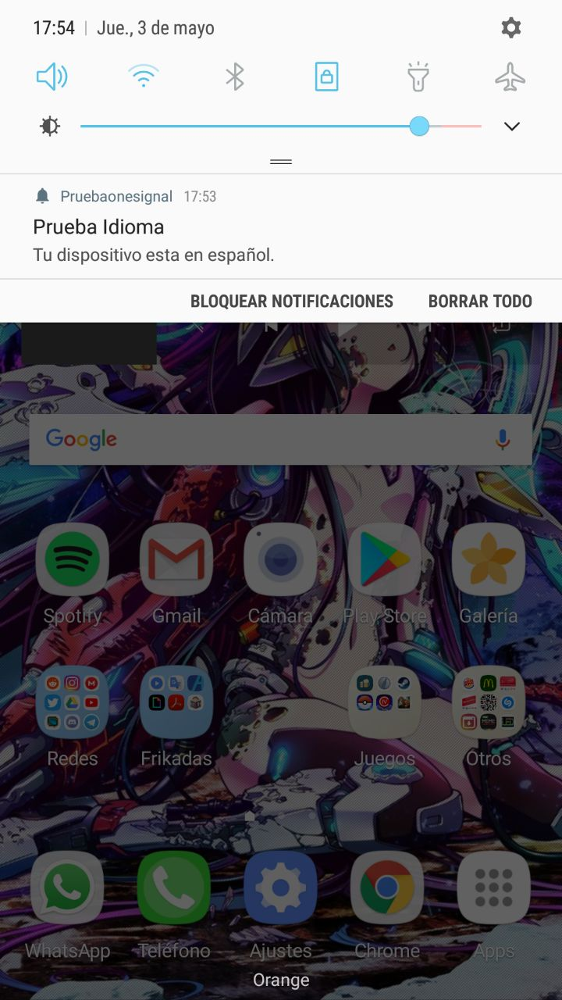 17:54 | Jue., 3 de mayo
Pruebaonesignal 17:53
Prueba Idioma
Tu dispositivo esta en español.
BLOQUEAR NOTIFICACIONES BORRAR TODO
Google
Spotify Gmail Cámara Play Store Galería
Redes Frikadas Juegos Otros
WhatsApp Teléfono Ajustes Chrome Apps
Orange